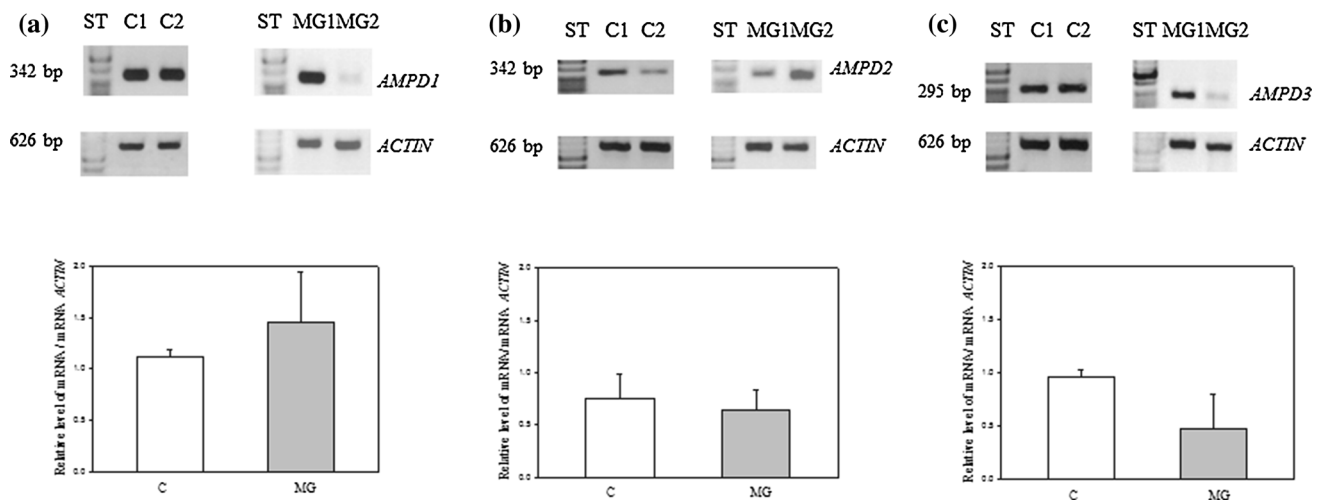 (a) ST C1 C2 ST MG1 MG2
342 bp AMPD1
626 bp ACTIN
Relative level of mRNA / mRNA ACTIN
2.0
1.5
1.0
0.5
0.0
C MG
(b) ST C1 C2 ST MG1 MG2
342 bp AMPD2
626 bp ACTIN
Relative level of mRNA/mRNA ACTIN
2.0
1.5
1.0
0.5
0.0
C MG
(c) ST C1 C2 ST MG1MG2
295 bp AMPD3
626 bp ACTIN
Relative level of mRNA/mRNA ACTIN
2.0
1.5
1.0
0.5
0.0
C MG